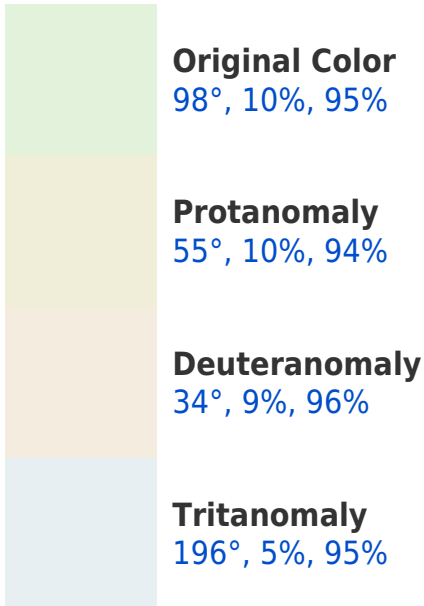 Original Color
98°, 10%, 95%
Protanomaly
55°, 10%, 94%
Deuteranomaly
34°, 9%, 96%
Tritanomaly
196°, 5%, 95%